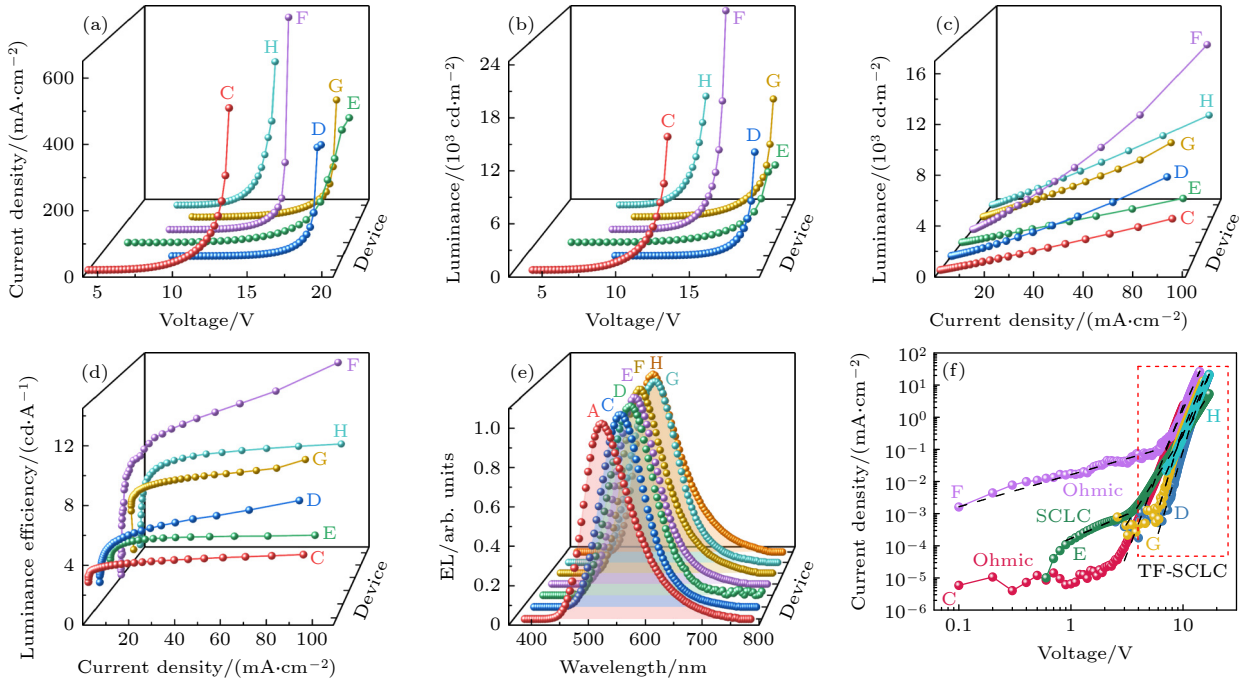 (a)
Current density/(mA·cm−2)
600
400
200
0
5
10
15
20
Voltage/V
Device
C
H
F
D
G
E
(b)
Luminance/(103 cd·m−2)
24
18
12
6
0
5
10
15
Voltage/V
Device
C
H
F
D
G
E
(c)
Luminance/(103 cd·m−2)
16
12
8
4
0
20
40
40
80
100
Current density/(mA·cm−2)
Device
F
H
G
D
E
C
(d)
Luminance efficiency/(cd·A−1)
12
8
4
0
20
40
60
80
100
Current density/(mA·cm−2)
Device
F
H
G
D
E
C
(e)
EL/arb. units
1.0
0.8
0.6
0.4
0.2
0
400
500
600
700
800
Wavelength/nm
Device
A
C
D
E
F
H
G
(f)
Current density/(mA·cm−2)
102
101
100
10−1
10−2
10−3
10−4
10−5
10−6
0.1
1
10
Voltage/V
F
Ohmic
SCLC
E
Ohmic
C
G
D
H
TF-SCLC